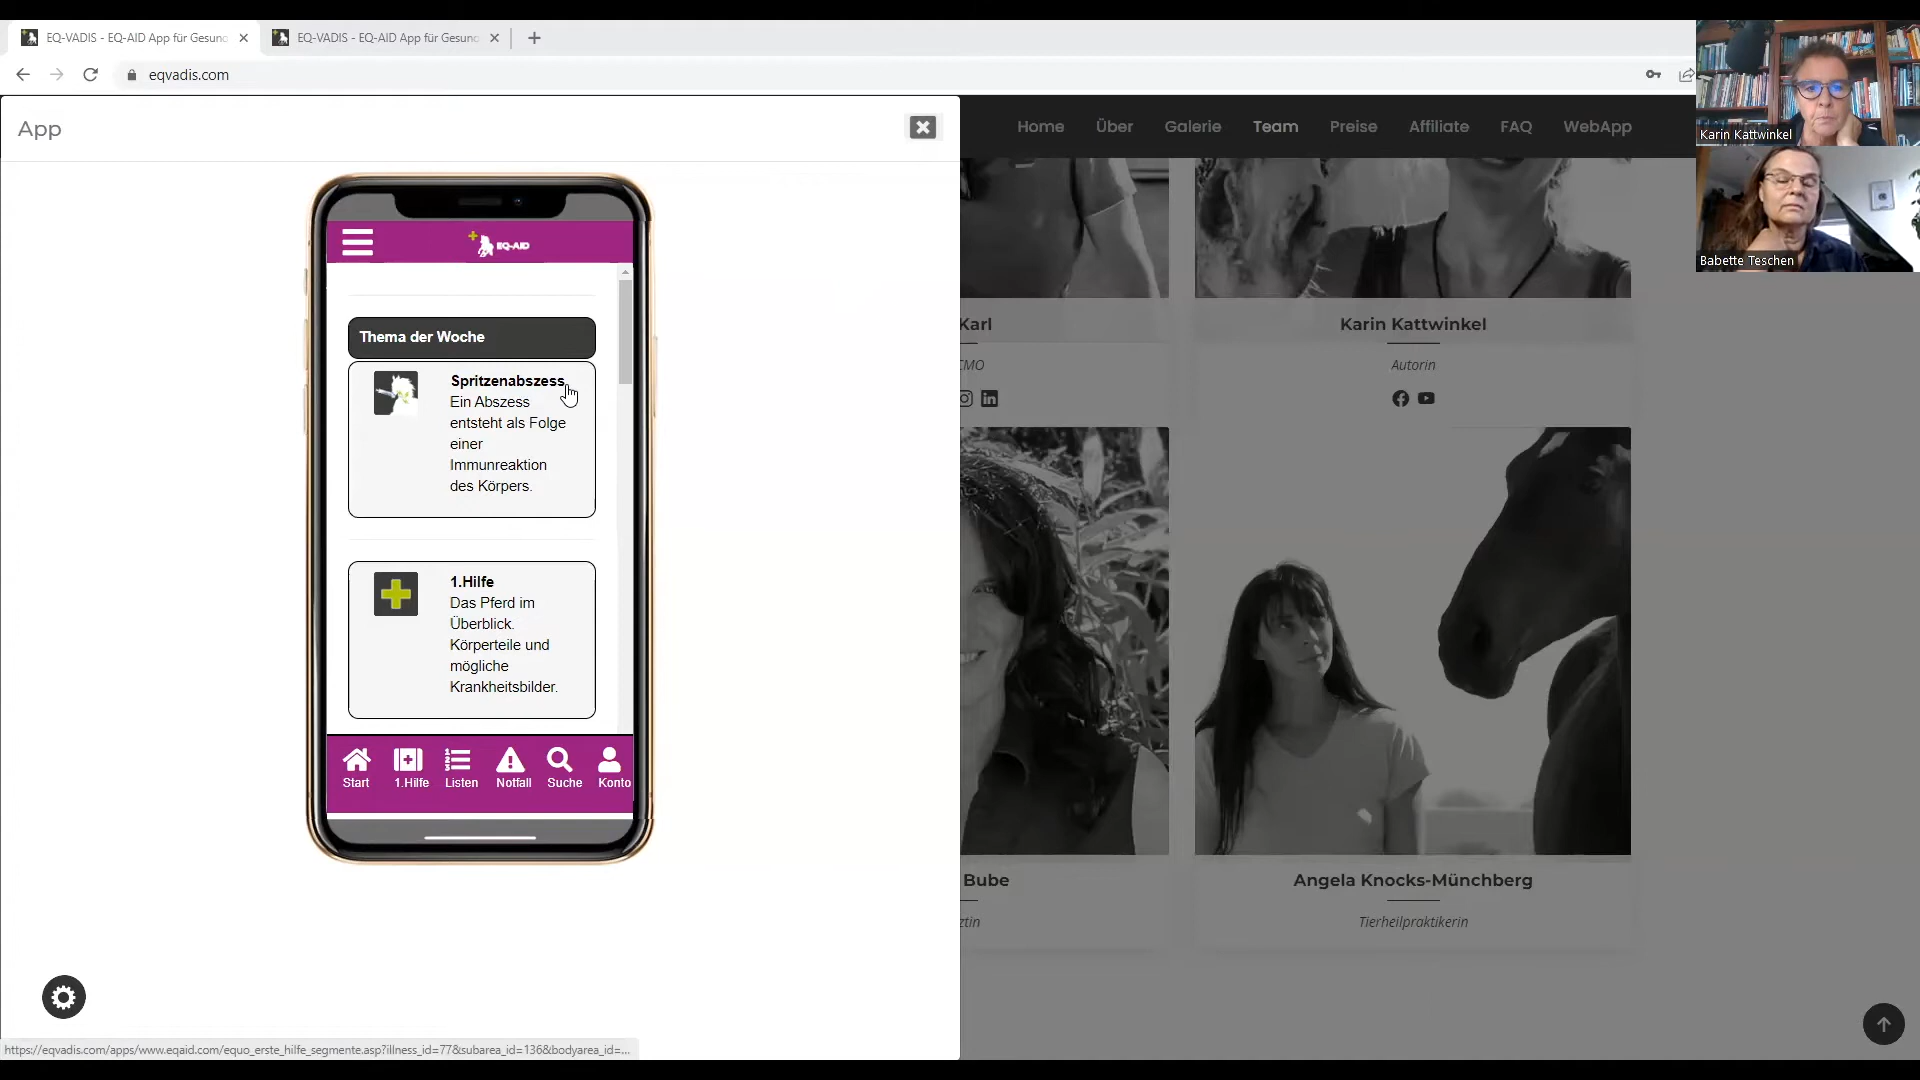 EQ-VADIS - EQ-AID App für Gesun
EQ-VADIS - EQ-AID App für Gesun
eqvadis.com
App
Home Über Galerie Team Preise Affiliate FAQ WebApp
Karin Kattwinkel
Babette Teschen
EQ-AID
Thema der Woche
Spritzenabszess
Ein Abszess
entsteht als Folge
einer
Immunreaktion
des Körpers.
1.Hilfe
Das Pferd im
Überblick.
Körperteile und
mögliche
Krankheitsbilder.
Start 1.Hilfe Listen Notfall Suche Konto
Karl
CMO
Karin Kattwinkel
Autorin
Bube
ztin
Angela Knocks-Münchberg
Tierheilpraktikerin
https://eqvadis.com/apps/www.eqaid.com/equo_erste_hilfe_segmente.asp?illness_id=77&subarea_id=136&bodyarea_id=...